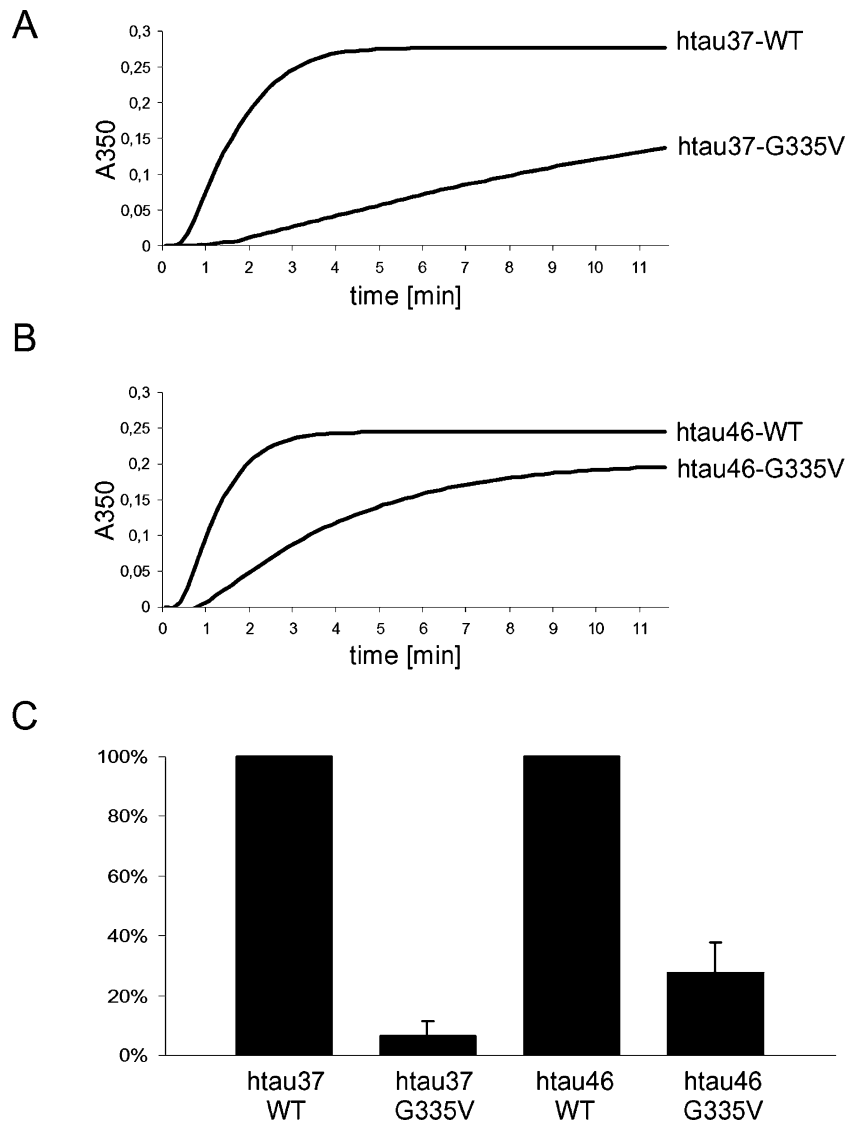 A
0,3
0,25
0,2
0,15
0,1
0,05
0
A350
htau37-WT
htau37-G335V
0 1 2 3 4 5 6 7 8 9 10 11
time [min]
B
0,3
0,25
0,2
0,15
0,1
0,05
0
A350
htau46-WT
htau46-G335V
0 1 2 3 4 5 6 7 8 9 10 11
time [min]
C
100%
80%
60%
40%
20%
0%
htau37 htau37 htau46 htau46
WT G335V WT G335V